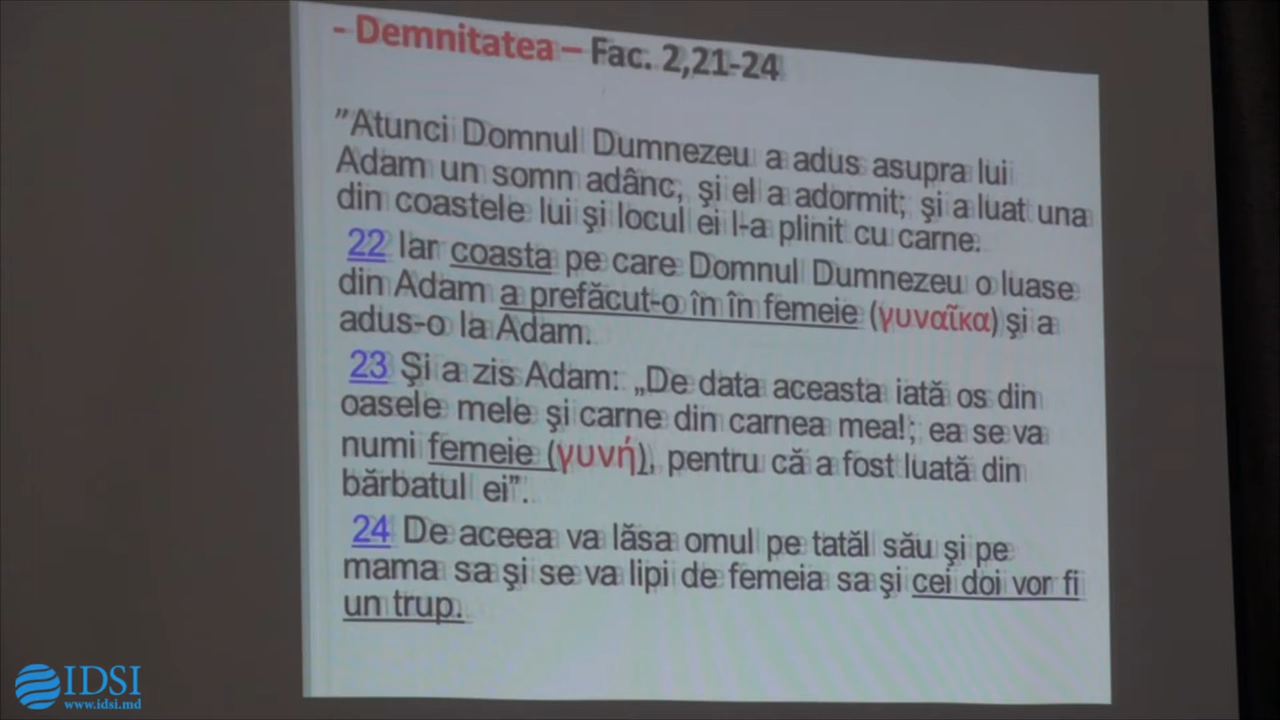 - Demnitatea – Fac. 2,21-24
”Atunci Domnul Dumnezeu a adus asupra lui
Adam un somn adânc, şi el a adormit; şi a luat una
din coastele lui şi locul ei l-a plinit cu carne.
22 Iar coasta pe care Domnul Dumnezeu o luase
din Adam a prefăcut-o în în femeie (γυναῖκα) şi a
adus-o la Adam.
23 Şi a zis Adam: „De data aceasta iată os din
oasele mele şi carne din carnea mea!; ea se va
numi femeie (γυνή), pentru că a fost luată din
bărbatul ei”.
24 De aceea va lăsa omul pe tatăl său şi pe
mama sa şi se va lipi de femeia sa şi cei doi vor fi
un trup.
IDSI
www.idsi.md